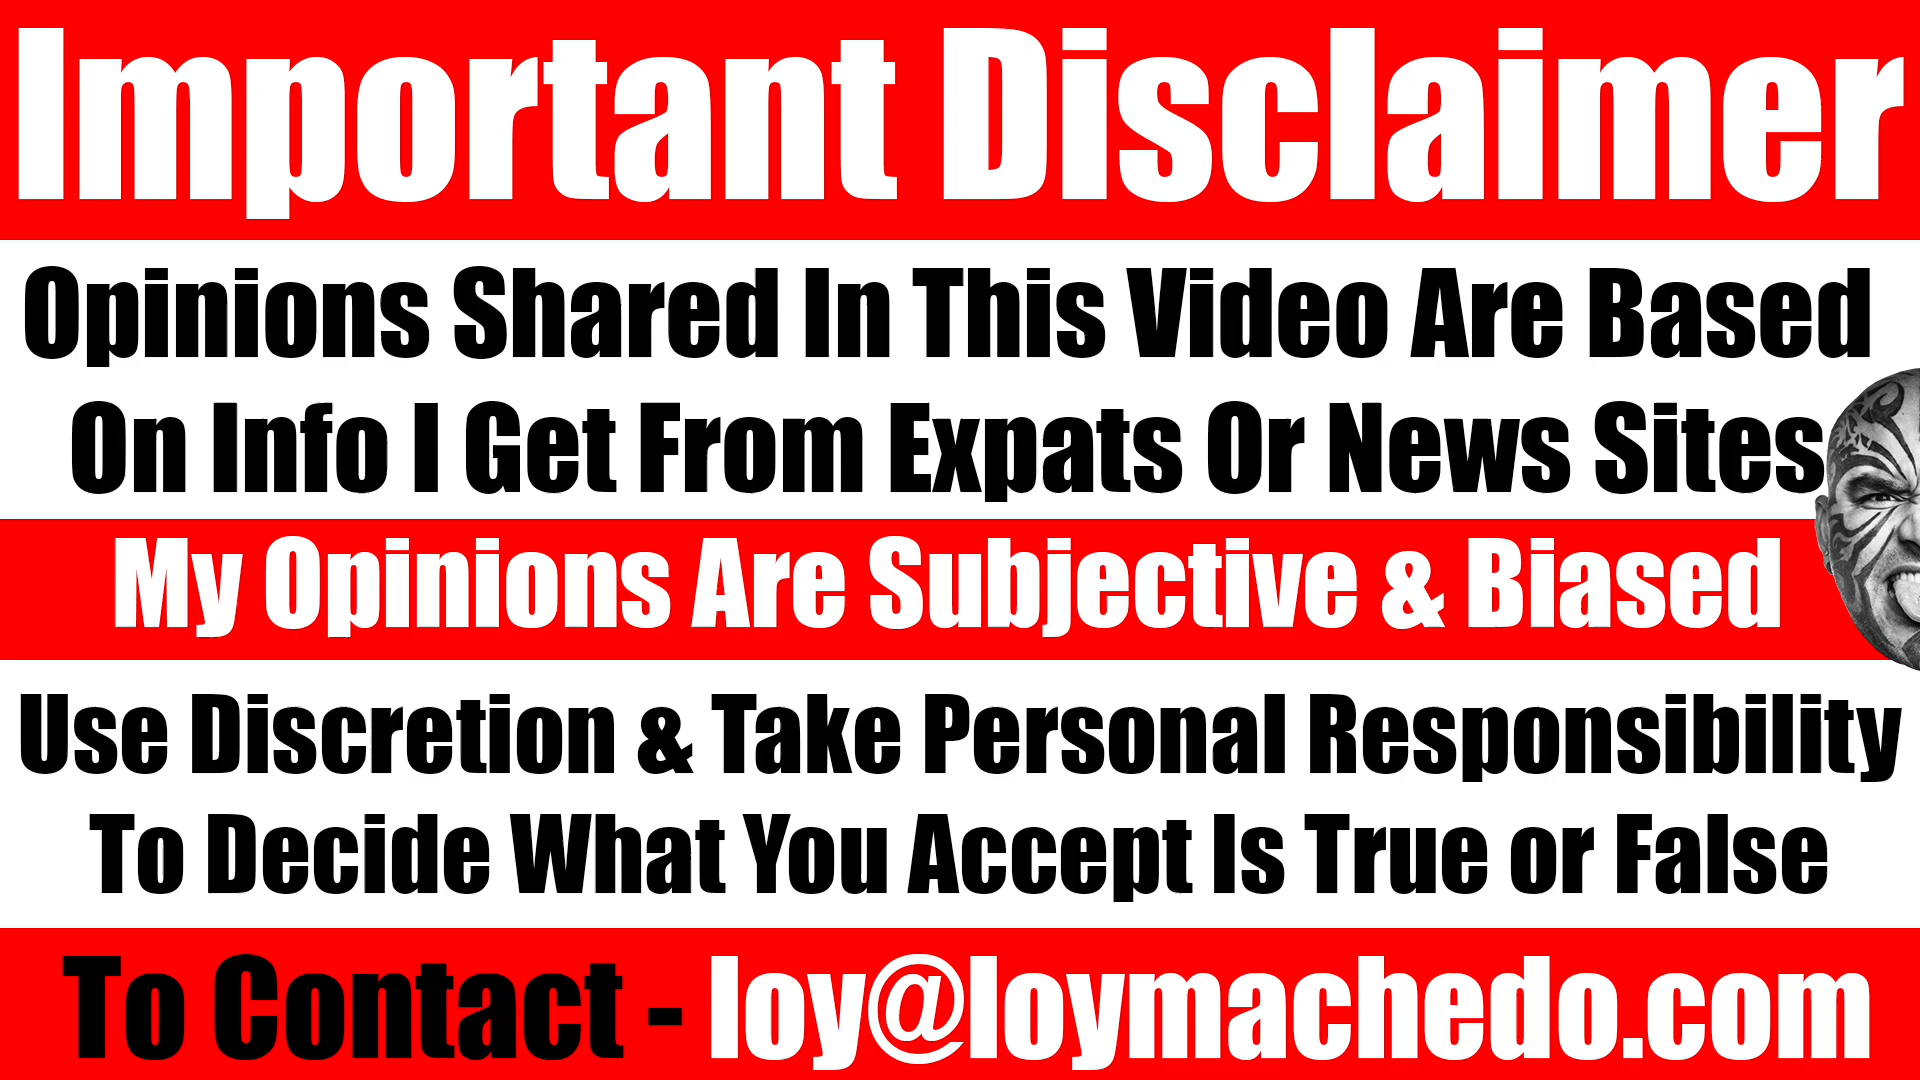 Important Disclaimer
Opinions Shared In This Video Are Based
On Info I Get From Expats Or News Sites
My Opinions Are Subjective & Biased
Use Discretion & Take Personal Responsibility
To Decide What You Accept Is True or False
To Contact - loy@loymachedo.com